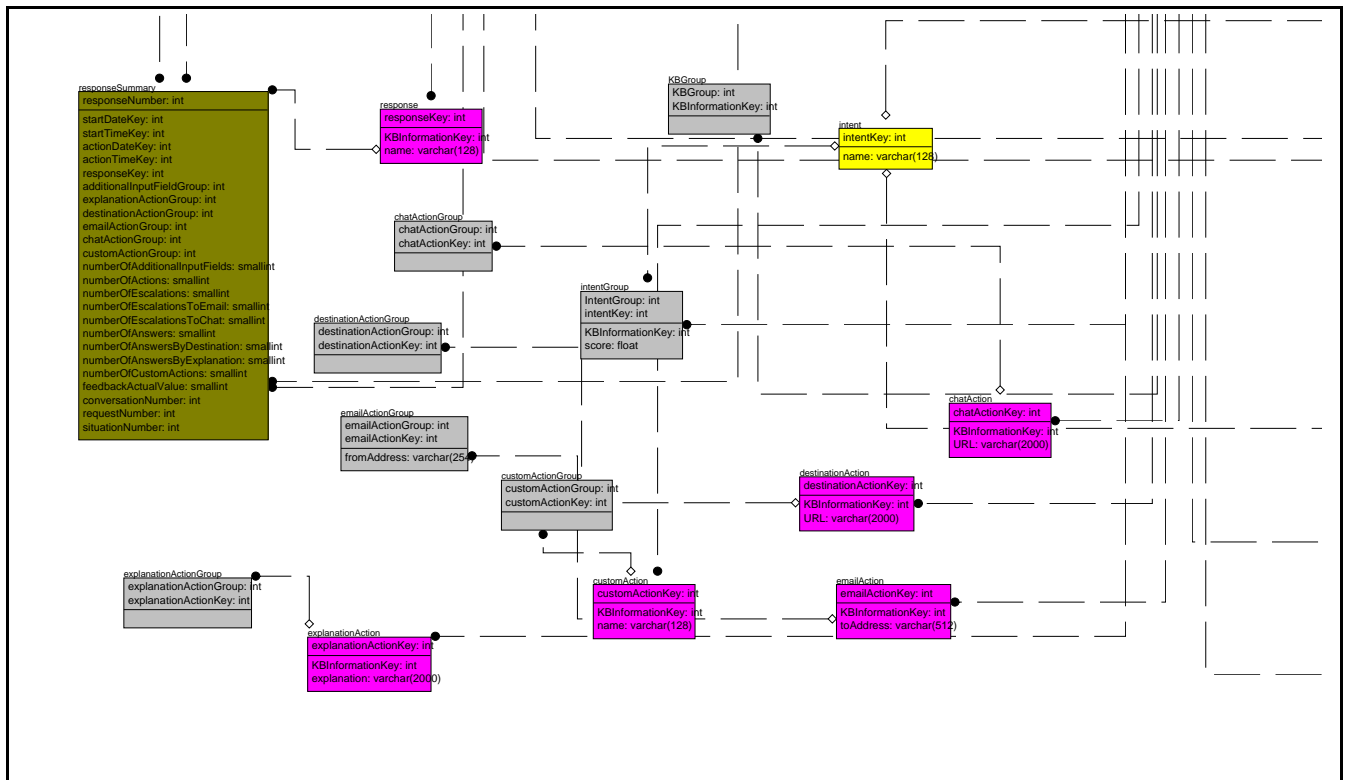 responseSummary
responseNumber: int
startDateKey: int
startTimeKey: int
actionDateKey: int
actionTimeKey: int
responseKey: int
additionalInputFieldGroup: int
explanationActionGroup: int
destinationActionGroup: int
emailActionGroup: int
chatActionGroup: int
customActionGroup: int
numberOfAdditionalInputFields: smallint
numberOfActions: smallint
numberOfEscalations: smallint
numberOfEscalationsToEmail: smallint
numberOfEscalationsToChat: smallint
numberOfAnswers: smallint
numberOfAnswersByDestination: smallint
numberOfAnswersByExplanation: smallint
numberOfCustomActions: smallint
feedbackActualValue: smallint
conversationNumber: int
requestNumber: int
situationNumber: int
response
responseKey: int
KBInformationKey: int
name: varchar(128)
KBGroup
KBGroup: int
KBInformationKey: int
intent
intentKey: int
name: varchar(128)
chatActionGroup
chatActionGroup: int
chatActionKey: int
intentGroup
IntentGroup: int
intentKey: int
KBInformationKey: int
score: float
destinationActionGroup
destinationActionGroup: int
destinationActionKey: int
chatAction
chatActionKey: int
KBInformationKey: int
URL: varchar(2000)
emailActionGroup
emailActionGroup: int
emailActionKey: int
fromAddress: varchar(254)
customActionGroup
customActionGroup: int
customActionKey: int
destinationAction
destinationActionKey: int
KBInformationKey: int
URL: varchar(2000)
explanationActionGroup
explanationActionGroup: int
explanationActionKey: int
customAction
customActionKey: int
KBInformationKey: int
name: varchar(128)
emailAction
emailActionKey: int
KBInformationKey: int
toAddress: varchar(512)
explanationAction
explanationActionKey: int
KBInformationKey: int
explanation: varchar(2000)